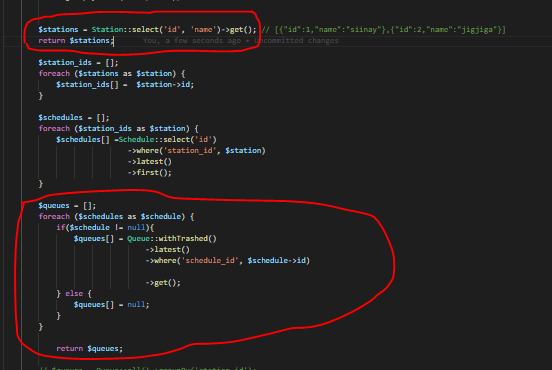 $stations = Station::select('id', 'name')->get(); // [{"id":1,"name":"siinay"},{"id":2,"name":"jigjiga"}]
return $stations; You, a few seconds ago • Uncommitted changes
$station_ids = [];
foreach ($stations as $station) {
$station_ids[] = $station->id;
}
$schedules = [];
foreach ($station_ids as $station) {
$schedules[] =Schedule::select('id')
->where('station_id', $station)
->latest()
->first();
}
$queues = [];
foreach ($schedules as $schedule) {
if($schedule != null){
$queues[] = Queue::withTrashed()
->latest()
->where('schedule_id', $schedule->id)
->get();
} else {
$queues[] = null;
}
}
return $queues;